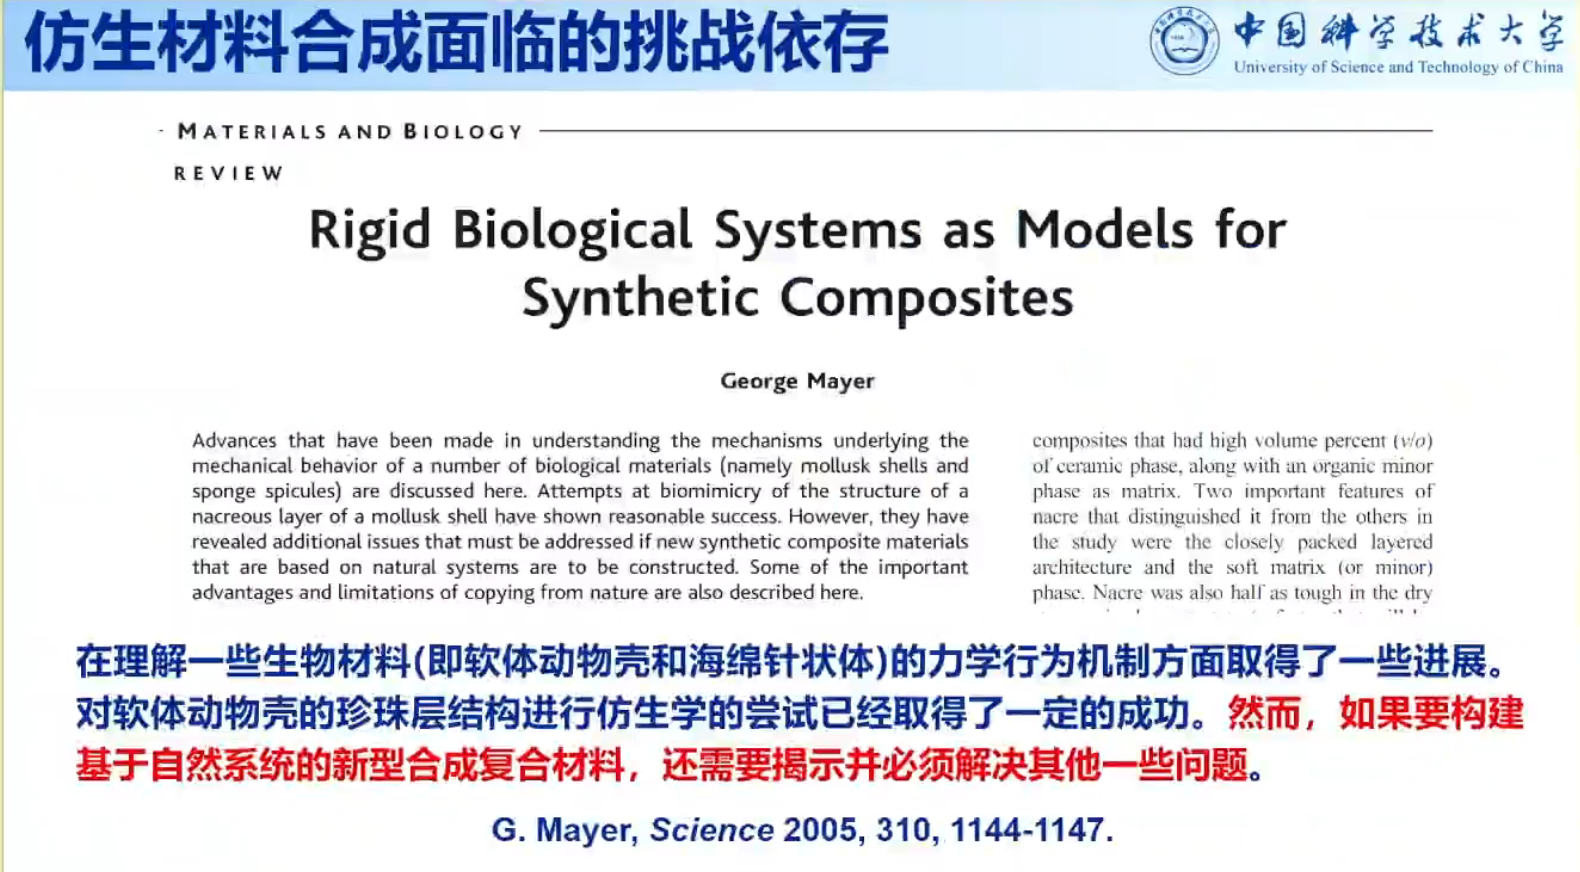 仿生材料合成面临的挑战依存
中国科学技术大学
University of Science and Technology of China
MATERIALS AND BIOLOGY
REVIEW
Rigid Biological Systems as Models for
Synthetic Composites
George Mayer
Advances that have been made in understanding the mechanisms underlying the
mechanical behavior of a number of biological materials (namely mollusk shells and
sponge spicules) are discussed here. Attempts at biomimicry of the structure of a
nacreous layer of a mollusk shell have shown reasonable success. However, they have
revealed additional issues that must be addressed if new synthetic composite materials
that are based on natural systems are to be constructed. Some of the important
advantages and limitations of copying from nature are also described here.
composites that had high volume percent (v/o)
of ceramic phase, along with an organic minor
phase as matrix. Two important features of
nacre that distinguished it from the others in
the study were the closely packed layered
architecture and the soft matrix (or minor)
phase. Nacre was also half as tough in the dry
在理解一些生物材料(即软体动物壳和海绵针状体)的力学行为机制方面取得了一些进展。
对软体动物壳的珍珠层结构进行仿生学的尝试已经取得了一定的成功。然而，如果要构建
基于自然系统的新型合成复合材料，还需要揭示并必须解决其他一些问题。
G. Mayer, Science 2005, 310, 1144-1147.